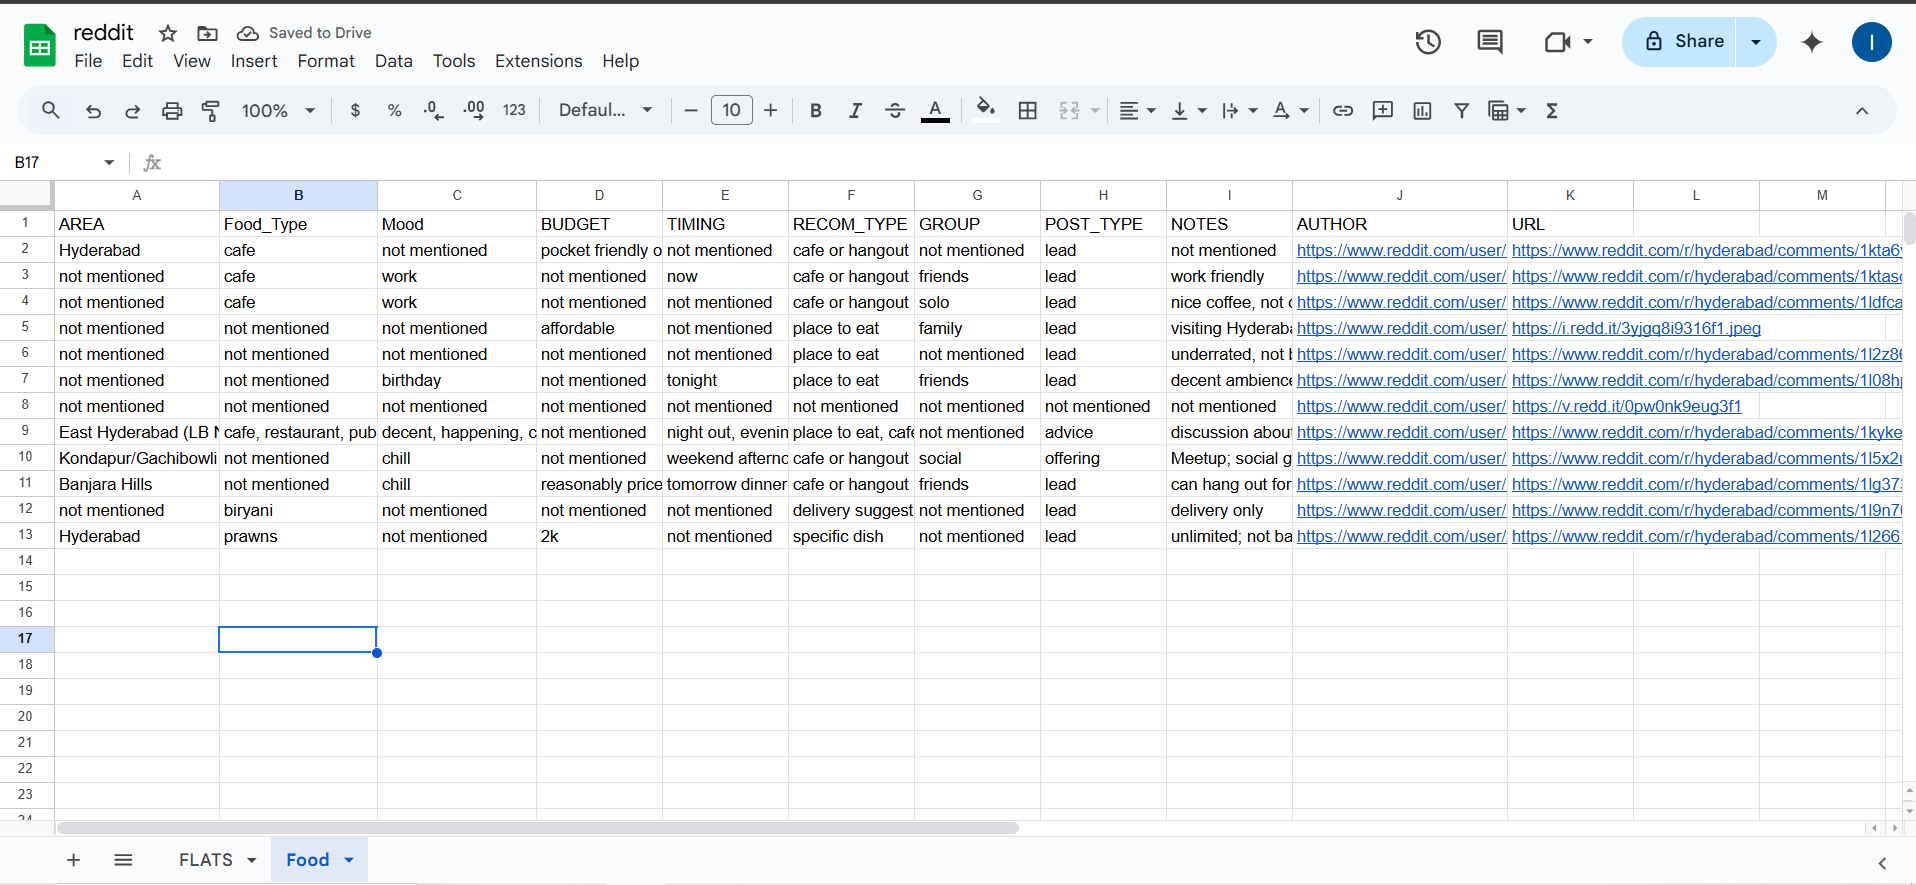 reddit Saved to Drive
File Edit View Insert Format Data Tools Extensions Help
Share
I
100% $ % .0 .00 123 Defaul... 10 B I A
B17 fx
A B C D E F G H I J K L M
1 AREA Food_Type Mood BUDGET TIMING RECOM_TYPE GROUP POST_TYPE NOTES AUTHOR URL
2 Hyderabad cafe not mentioned pocket friendly o not mentioned cafe or hangout not mentioned lead not mentioned https://www.reddit.com/user/ https://www.reddit.com/r/hyderabad/comments/1kta6
3 not mentioned cafe work not mentioned now cafe or hangout friends lead work friendly https://www.reddit.com/user/ https://www.reddit.com/r/hyderabad/comments/1ktas
4 not mentioned cafe work not mentioned not mentioned cafe or hangout solo lead nice coffee, not https://www.reddit.com/user/ https://www.reddit.com/r/hyderabad/comments/1ldfca
5 not mentioned not mentioned not mentioned affordable not mentioned place to eat family lead visiting Hyderab https://www.reddit.com/user/ https://i.redd.it/3yjgq8i9316f1.jpeg
6 not mentioned not mentioned not mentioned not mentioned not mentioned place to eat not mentioned lead underrated, not https://www.reddit.com/user/ https://www.reddit.com/r/hyderabad/comments/1l2z8
7 not mentioned not mentioned birthday not mentioned tonight place to eat friends lead decent ambience https://www.reddit.com/user/ https://www.reddit.com/r/hyderabad/comments/1l08h
8 not mentioned not mentioned not mentioned not mentioned not mentioned not mentioned not mentioned not mentioned not mentioned https://www.reddit.com/user/ https://v.redd.it/0pw0nk9eug3f1
9 East Hyderabad (LB N cafe, restaurant, pub decent, happening, c not mentioned night out, evenin place to eat, cafe not mentioned advice discussion abou https://www.reddit.com/user/ https://www.reddit.com/r/hyderabad/comments/1kyke
10 Kondapur/Gachibowli not mentioned chill not mentioned weekend afterno cafe or hangout social offering Meetup; social g https://www.reddit.com/user/ https://www.reddit.com/r/hyderabad/comments/1l5x2
11 Banjara Hills not mentioned chill reasonably price tomorrow dinner cafe or hangout friends lead can hang out for https://www.reddit.com/user/ https://www.reddit.com/r/hyderabad/comments/1lg37
12 not mentioned biryani not mentioned not mentioned not mentioned delivery suggest not mentioned lead delivery only https://www.reddit.com/user/ https://www.reddit.com/r/hyderabad/comments/1l9n7
13 Hyderabad prawns not mentioned 2k not mentioned specific dish not mentioned lead unlimited; not ba https://www.reddit.com/user/ https://www.reddit.com/r/hyderabad/comments/1l266
14
15
16
17
18
19
20
21
22
23
24
FLATS Food